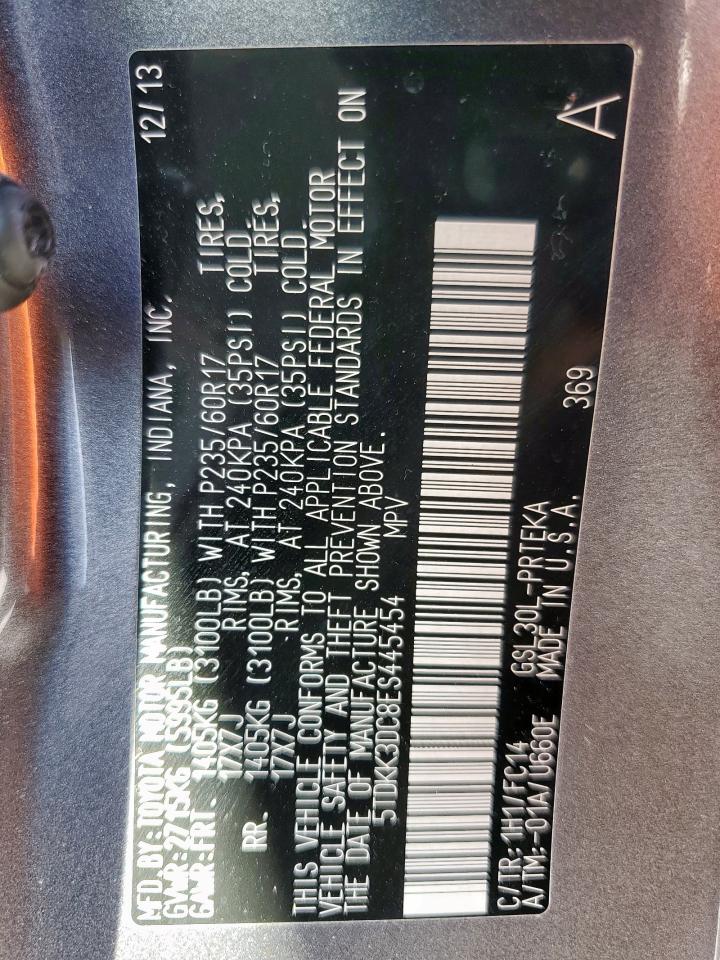 MFD.BY:TOYOTA MOTOR MANUFACTURING, INDIANA, INC. 12/13
GVWR:2715KG (5995LB)
GAWR:FRT. 1405KG (3100LB) WITH P235/60R17 TIRES,
17X7J RIMS, AT 240KPA (35PSI) COLD
RR. 1405KG (3100LB) WITH P235/60R17 TIRES,
17X7J RIMS, AT 240KPA (35PSI) COLD.
THIS VEHICLE CONFORMS TO ALL APPLICABLE FEDERAL MOTOR
VEHICLE SAFETY AND THEFT PREVENTION STANDARDS IN EFFECT ON
THE DATE OF MANUFACTURE SHOWN ABOVE.
5TDKK3DC8ES445454 MPV
C/TR:1H1/FC14 GSL30L-PRTEKA 369 A
A/TM:-01A/U660E MADE IN U.S.A.